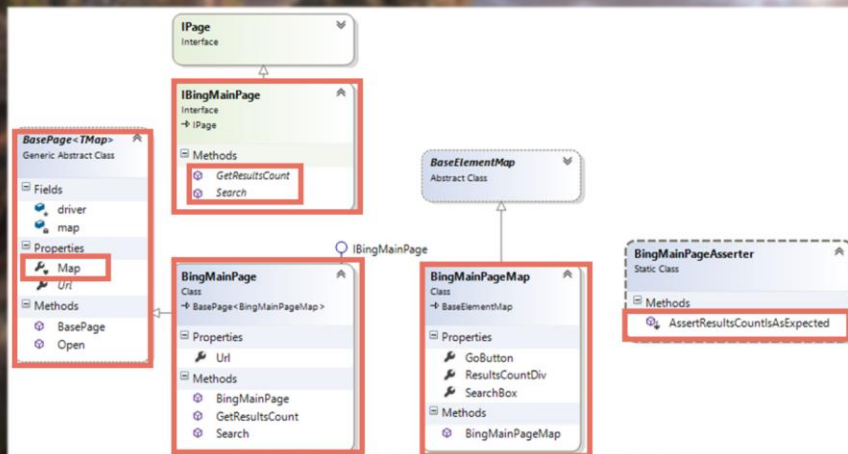 IPage
Interface
IBingMainPage
Interface
IPage
Methods
GetResultsCount
Search
BasePage<TMap>
Generic Abstract Class
Fields
driver
map
Properties
Map
Url
Methods
BasePage
Open
BaseElementMap
Abstract Class
IBingMainPage
BingMainPage
Class
BasePage<BingMainPageMap>
Properties
Url
Methods
BingMainPage
GetResultsCount
Search
BingMainPageMap
Class
BaseElementMap
Properties
GoButton
ResultsCountDiv
SearchBox
Methods
BingMainPageMap
BingMainPageAsserter
Static Class
Methods
AssertResultsCountIsAsExpected